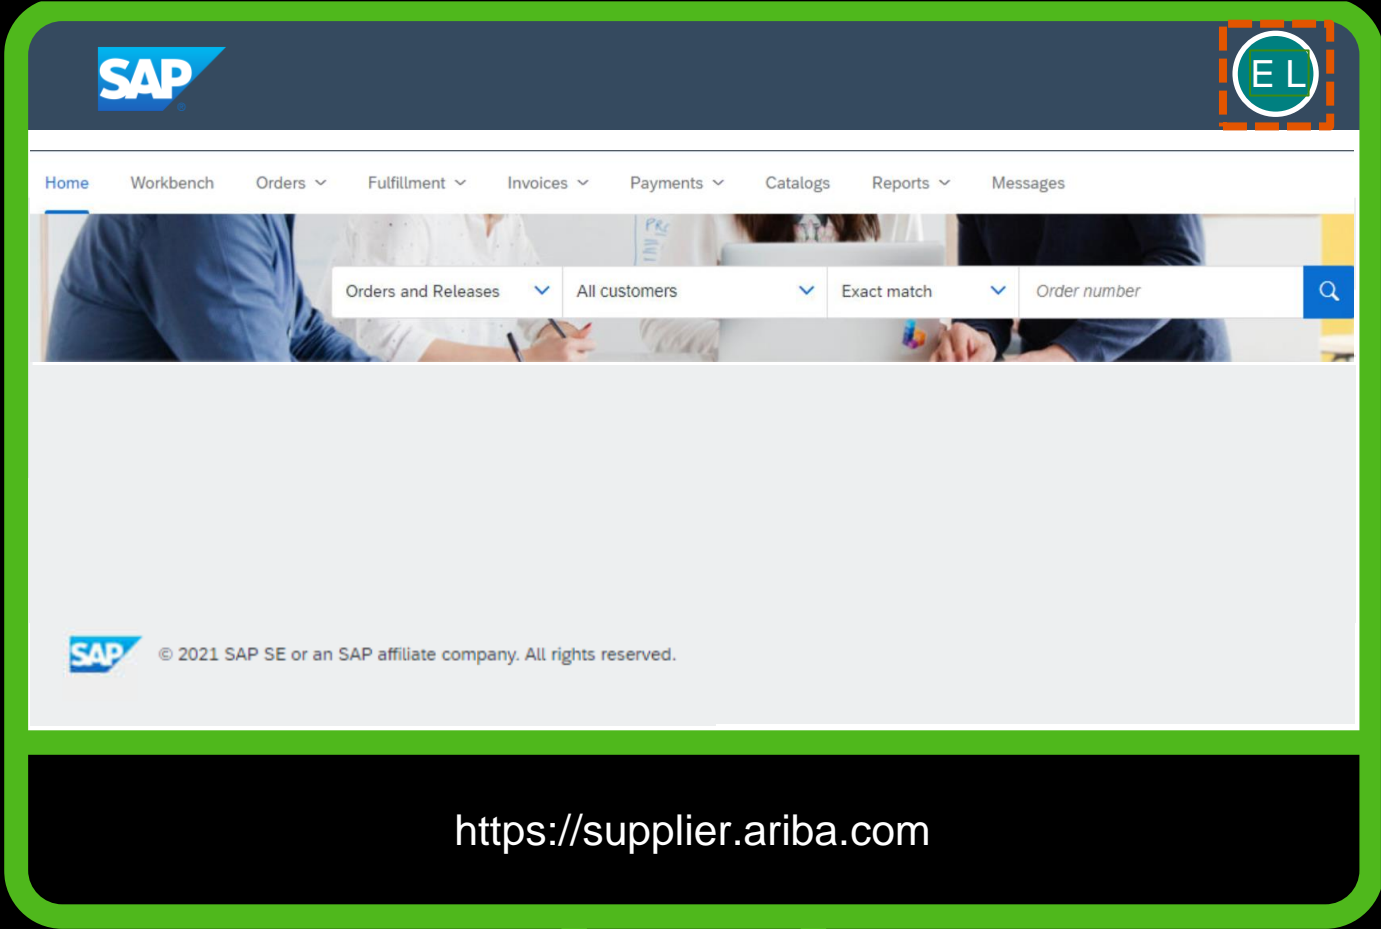 SAP
E L
Home Workbench Orders Fulfillment Invoices Payments Catalogs Reports Messages
Orders and Releases All customers Exact match Order number
SAP © 2021 SAP SE or an SAP affiliate company. All rights reserved.
https://supplier.ariba.com